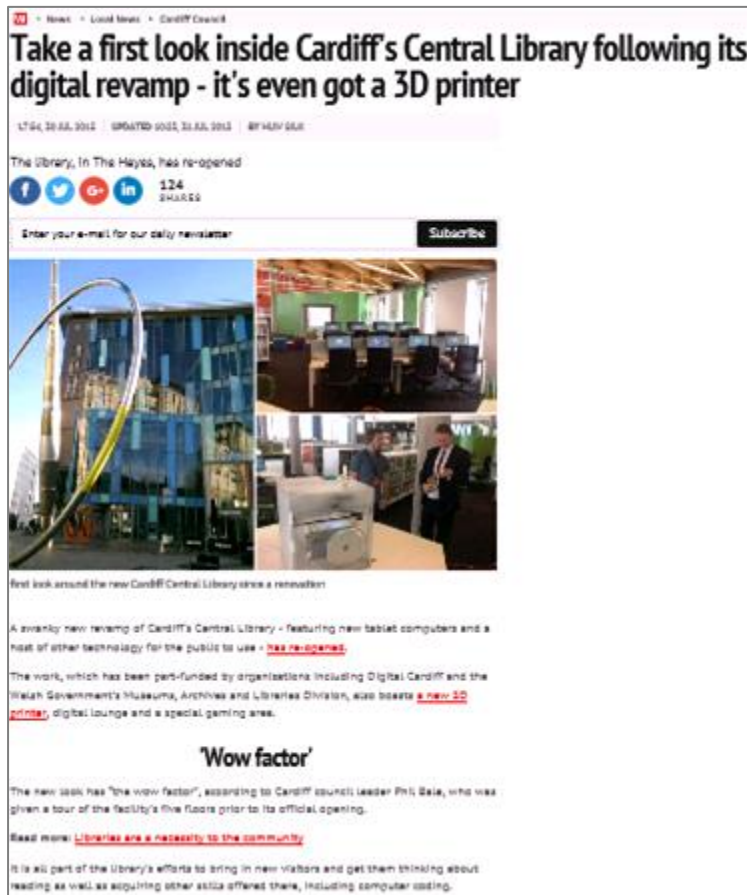 W • News • Local News • Cardiff Council
Take a first look inside Cardiff's Central Library following its
digital revamp - it's even got a 3D printer
The library, in The Hayes, has re-opened
124
SHARES
Enter your e-mail for our daily newsletter
Subscribe
first look around the new Cardiff Central Library since a renovation
A swanky new revamp of Cardiff's Central Library - featuring new tablet computers and a
host of other technology for the public to use - has re-opened.
The work, which has been part-funded by organisations including Digital Cardiff and the
Welsh Government's Museums, Archives and Libraries Division, also boasts a new 3D
printer, digital lounge and a special gaming area.
'Wow factor'
The new look has "the wow factor", according to Cardiff council leader Phil Bale, who was
given a tour of the facility's five floors prior to its official opening.
Read more: Libraries are a necessity to the community
It is all part of the library's efforts to bring in new visitors and get them thinking about
reading as well as acquiring other skills offered there, including computer coding.